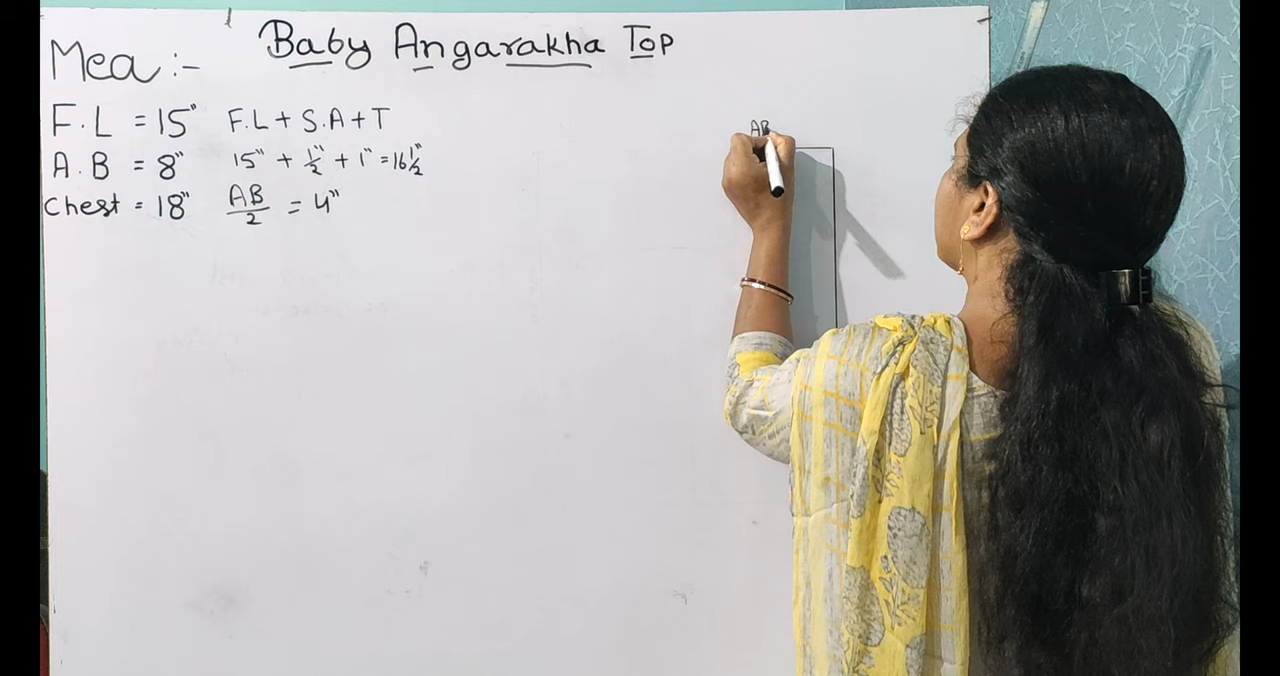 Baby Angarakha Top
Mea :-
F.L = 15" F.L + S.A + T
A.B = 8" 15" + 1/2" + 1" = 16 1/2"
Chest = 18" AB/2 = 4"
AB